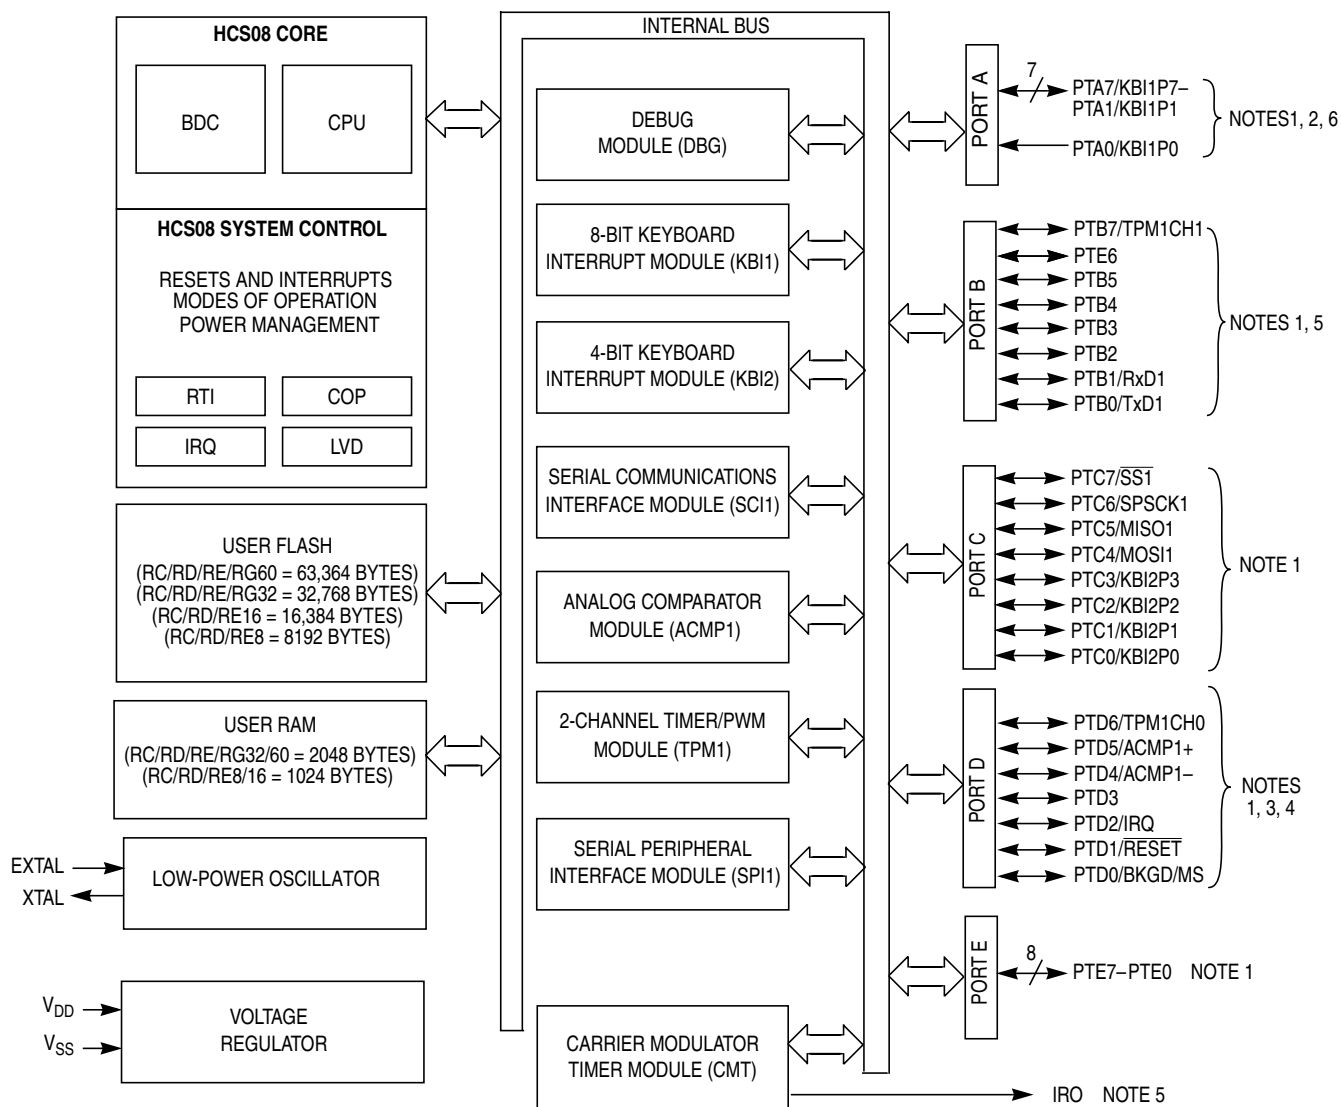 HCS08 CORE
BDC
CPU
HCS08 SYSTEM CONTROL
RESETS AND INTERRUPTS
MODES OF OPERATION
POWER MANAGEMENT
RTI
COP
IRQ
LVD
USER FLASH
(RC/RD/RE/RG60 = 63,364 BYTES)
(RC/RD/RE/RG32 = 32,768 BYTES)
(RC/RD/RE16 = 16,384 BYTES)
(RC/RD/RE8 = 8192 BYTES)
USER RAM
(RC/RD/RE/RG32/60 = 2048 BYTES)
(RC/RD/RE8/16 = 1024 BYTES)
EXTAL
XTAL
LOW-POWER OSCILLATOR
VDD
VSS
VOLTAGE
REGULATOR
INTERNAL BUS
DEBUG
MODULE (DBG)
8-BIT KEYBOARD
INTERRUPT MODULE (KBI1)
4-BIT KEYBOARD
INTERRUPT MODULE (KBI2)
SERIAL COMMUNICATIONS
INTERFACE MODULE (SCI1)
ANALOG COMPARATOR
MODULE (ACMP1)
2-CHANNEL TIMER/PWM
MODULE (TPM1)
SERIAL PERIPHERAL
INTERFACE MODULE (SPI1)
CARRIER MODULATOR
TIMER MODULE (CMT)
PORT A
7
PTA7/KBI1P7–
PTA1/KBI1P1
PTA0/KBI1P0
NOTES1, 2, 6
PORT B
PTB7/TPM1CH1
PTE6
PTB5
PTB4
PTB3
PTB2
PTB1/RxD1
PTB0/TxD1
NOTES 1, 5
PORT C
PTC7/SS1
PTC6/SPSCK1
PTC5/MISO1
PTC4/MOSI1
PTC3/KBI2P3
PTC2/KBI2P2
PTC1/KBI2P1
PTC0/KBI2P0
NOTE 1
PORT D
PTD6/TPM1CH0
PTD5/ACMP1+
PTD4/ACMP1–
PTD3
PTD2/IRQ
PTD1/RESET
PTD0/BKGD/MS
NOTES
1, 3, 4
PORT E
8
PTE7–PTE0 NOTE 1
IRO NOTE 5